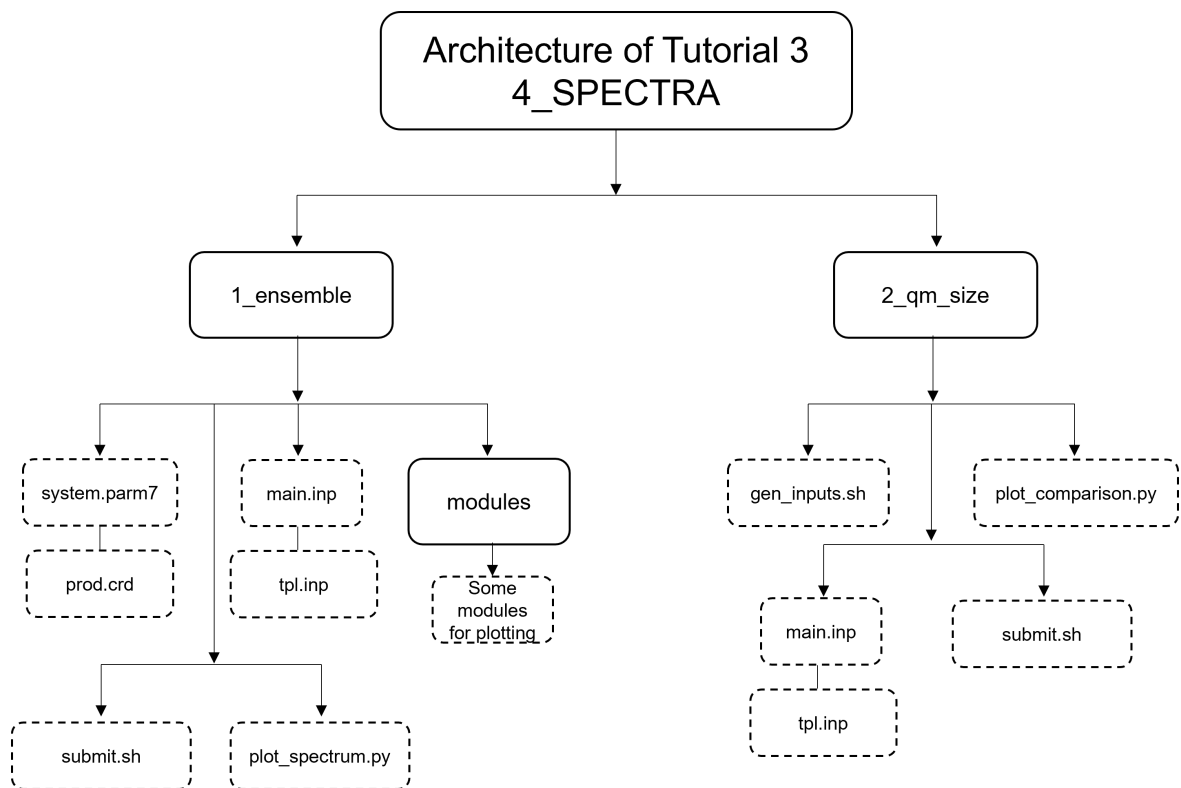 Architecture of Tutorial 3
4_SPECTRA
1_ensemble
2_qm_size
system.parm7
main.inp
modules
gen_inputs.sh
plot_comparison.py
prod.crd
tpl.inp
Some
modules
for plotting
main.inp
submit.sh
tpl.inp
submit.sh
plot_spectrum.py